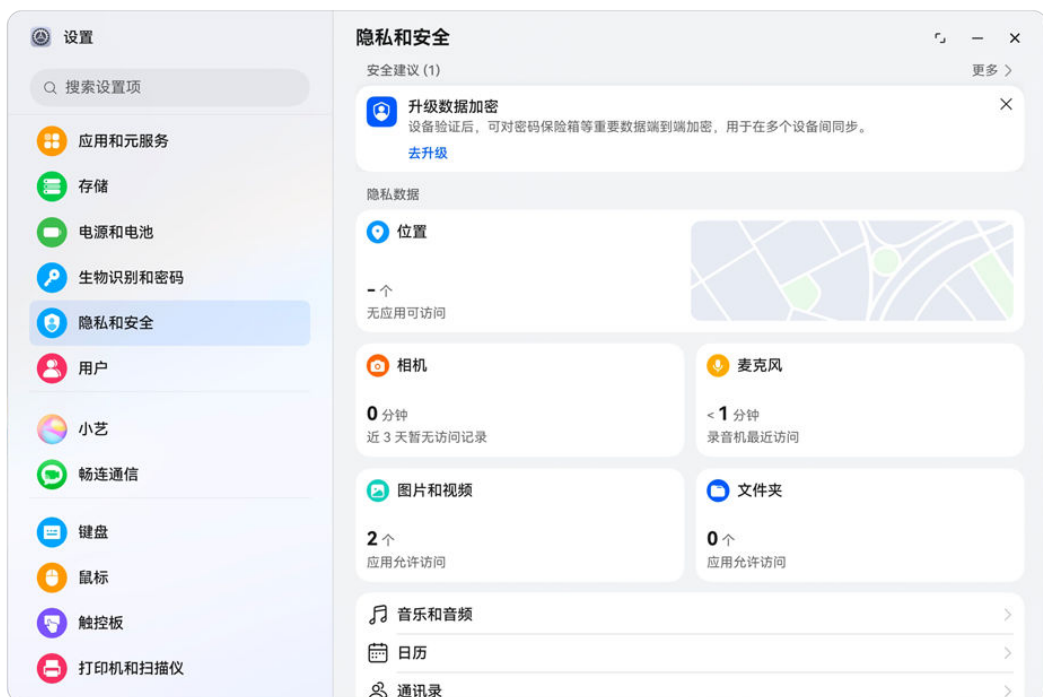 设置
搜索设置项
应用和元服务
存储
电源和电池
生物识别和密码
隐私和安全
用户
小艺
畅连通信
键盘
鼠标
触控板
打印机和扫描仪
隐私和安全
安全建议 (1)
更多
升级数据加密
设备验证后，可对密码保险箱等重要数据端到端加密，用于在多个设备间同步。
去升级
隐私数据
位置
- 个
无应用可访问
相机
0 分钟
近 3 天暂无访问记录
麦克风
< 1 分钟
录音机最近访问
图片和视频
2 个
应用允许访问
文件夹
0 个
应用允许访问
音乐和音频
日历
通讯录